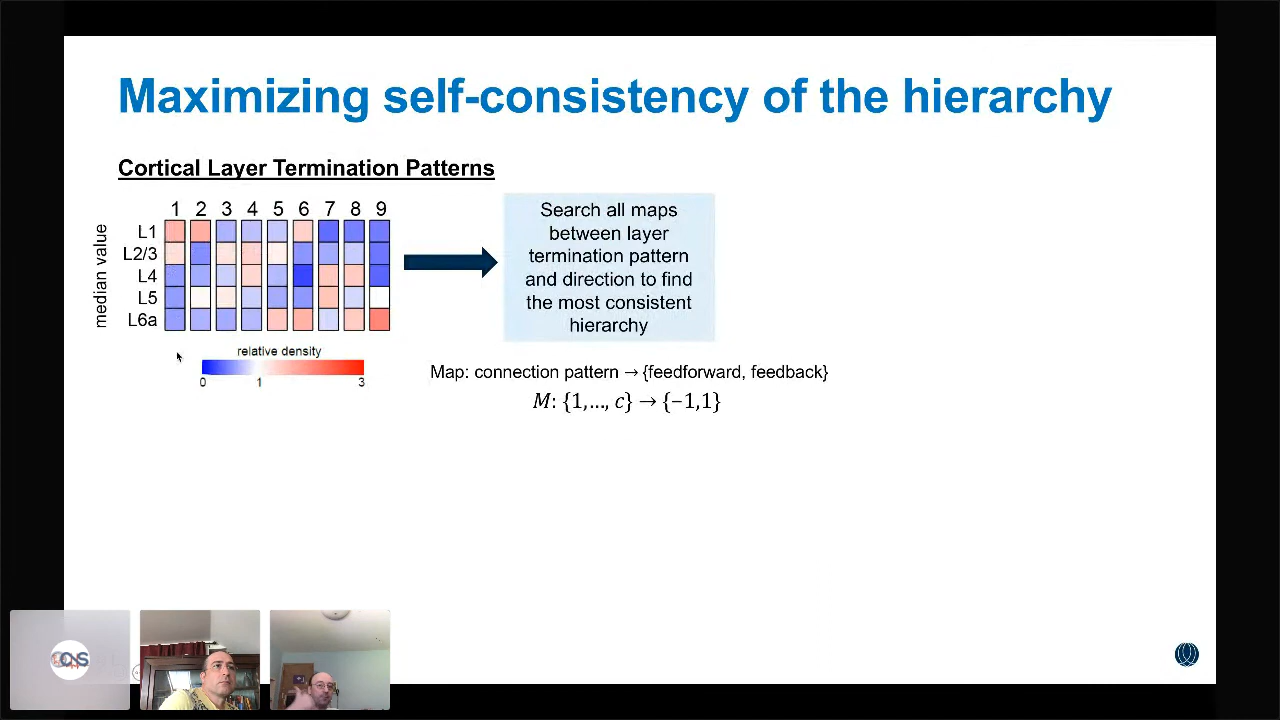 Maximizing self-consistency of the hierarchy
Cortical Layer Termination Patterns
1 2 3 4 5 6 7 8 9
median value
L1
L2/3
L4
L5
L6a
relative density
0 1 3
Search all maps
between layer
termination pattern
and direction to find
the most consistent
hierarchy
Map: connection pattern → {feedforward, feedback}
M: {1,..., c} → {−1,1}